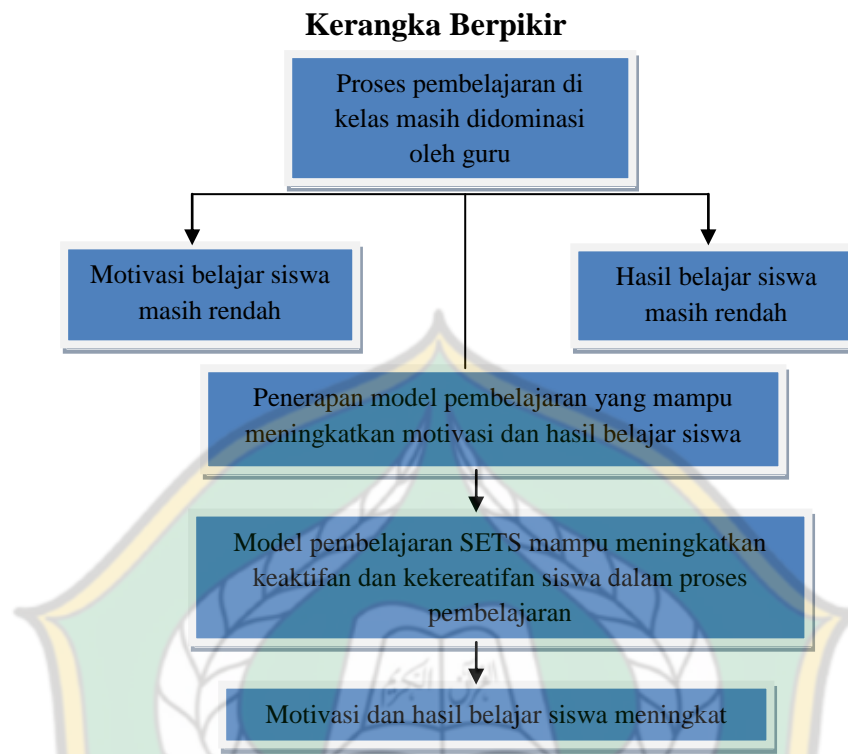 Kerangka Berpikir
Proses pembelajaran di
kelas masih didominasi
oleh guru
Motivasi belajar siswa
masih rendah
Hasil belajar siswa
masih rendah
Penerapan model pembelajaran yang mampu
meningkatkan motivasi dan hasil belajar siswa
Model pembelajaran SETS mampu meningkatkan
keaktifan dan kekereatifan siswa dalam proses
pembelajaran
Motivasi dan hasil belajar siswa meningkat